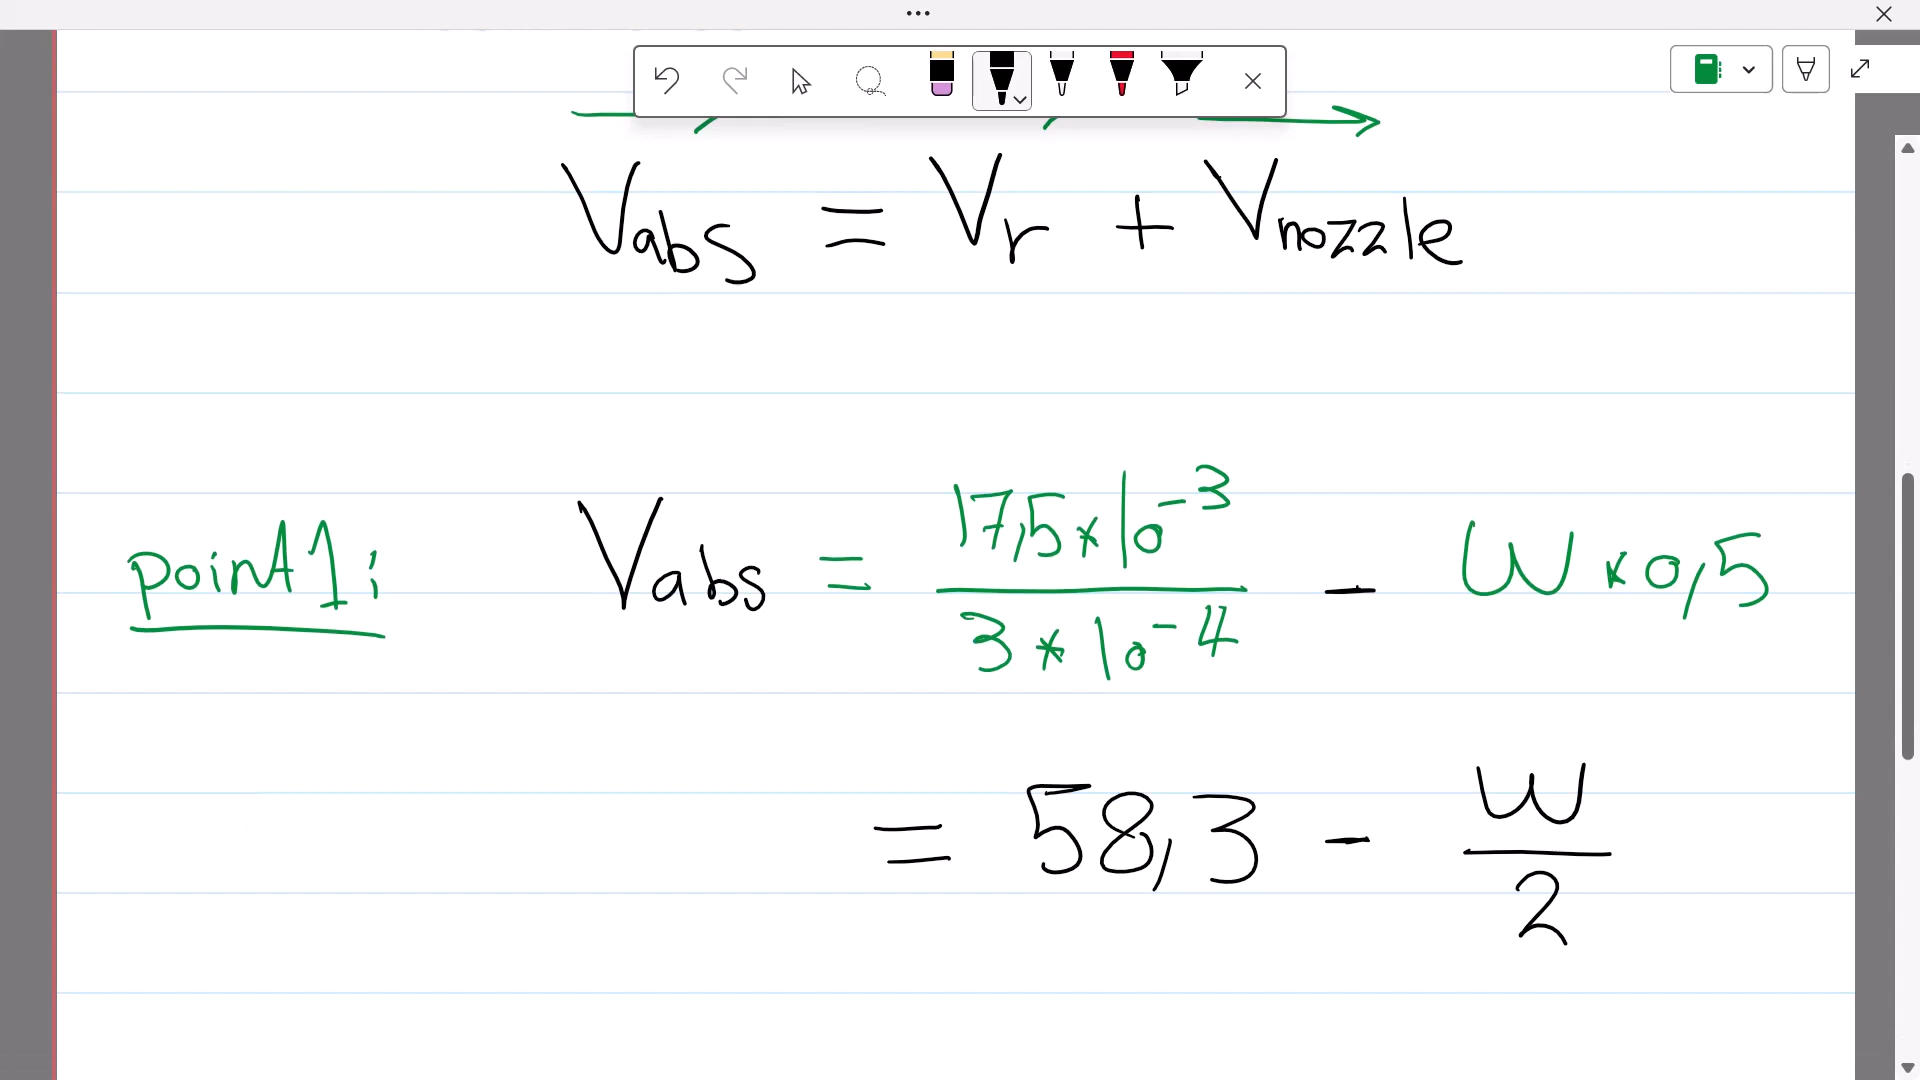 Vabs = Vr + Vnozzle
point 1: Vabs = 17,5*10^-3 / 3*10^-4 - W*0,5
= 58,3 - W/2